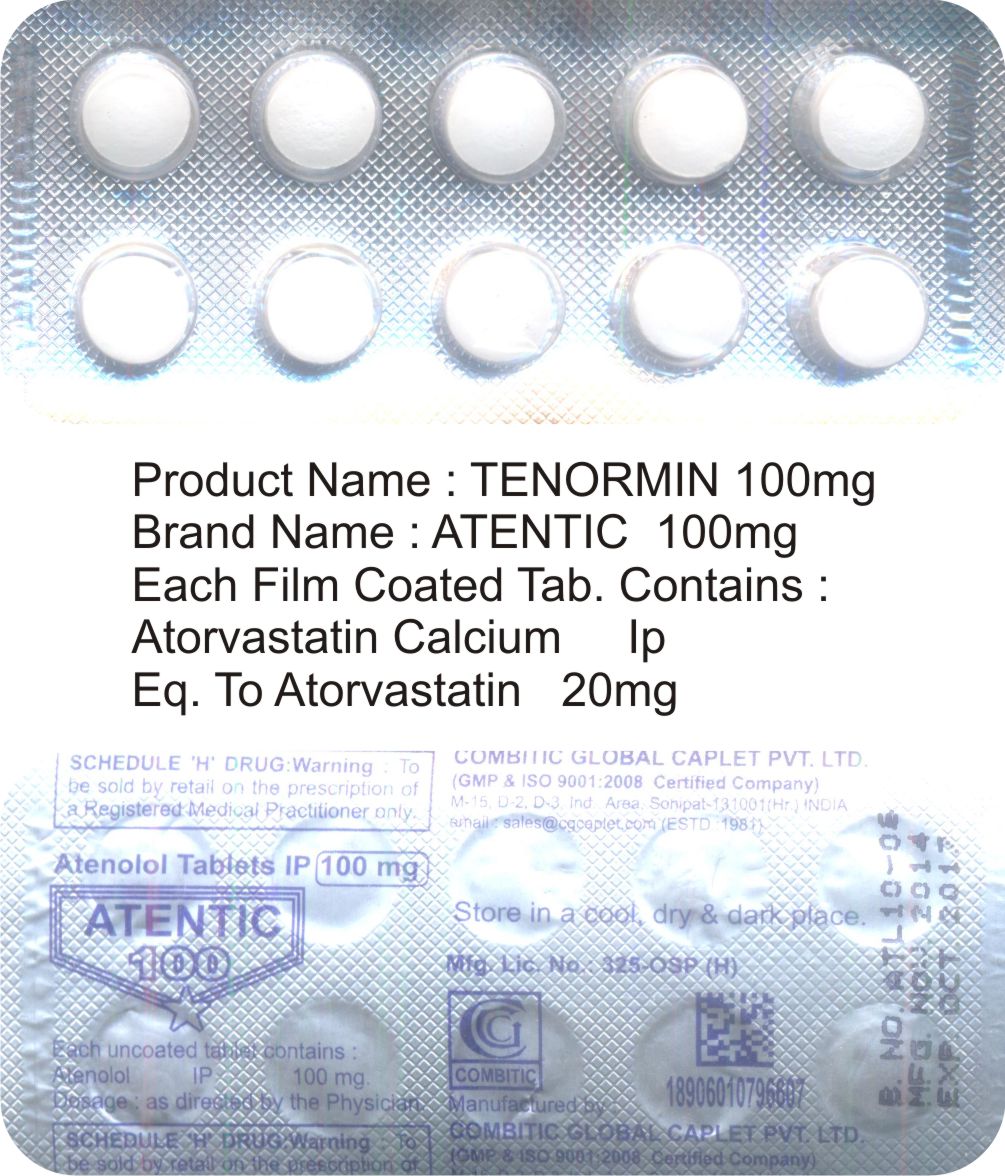 Product Name : TENORMIN 100mg
Brand Name : ATENTIC 100mg
Each Film Coated Tab. Contains :
Atorvastatin Calcium Ip
Eq. To Atorvastatin 20mg
SCHEDULE 'H' DRUG:Warning : To
be sold by retail on the prescription of
a Registered Medical Practitioner only.
Atenolol Tablets IP 100 mg
ATENTIC
100
Each uncoated tablet contains :
Atenolol IP 100 mg.
Dosage : as directed by the Physician.
SCHEDULE 'H' DRUG:Warning : To
be sold by retail on the prescription of
COMBITIC GLOBAL CAPLET PVT. LTD.
(GMP & ISO 9001:2008 Certified Company)
M-15, D-2, D-3, Ind. Area, Sonipat-131001(Hr.) INDIA
email : sales@cgcaplet.com (ESTD : 1981)
Store in a cool, dry & dark place.
Mfg. Lic. No.: 325-OSP (H)
COMBITIC
18906010796607
Manufactured by
COMBITIC GLOBAL CAPLET PVT. LTD.
(GMP & ISO 9001:2008 Certified Company)
B. NO. ATL10-02
MFG. NOV. 2014
EXP. OCT 2017